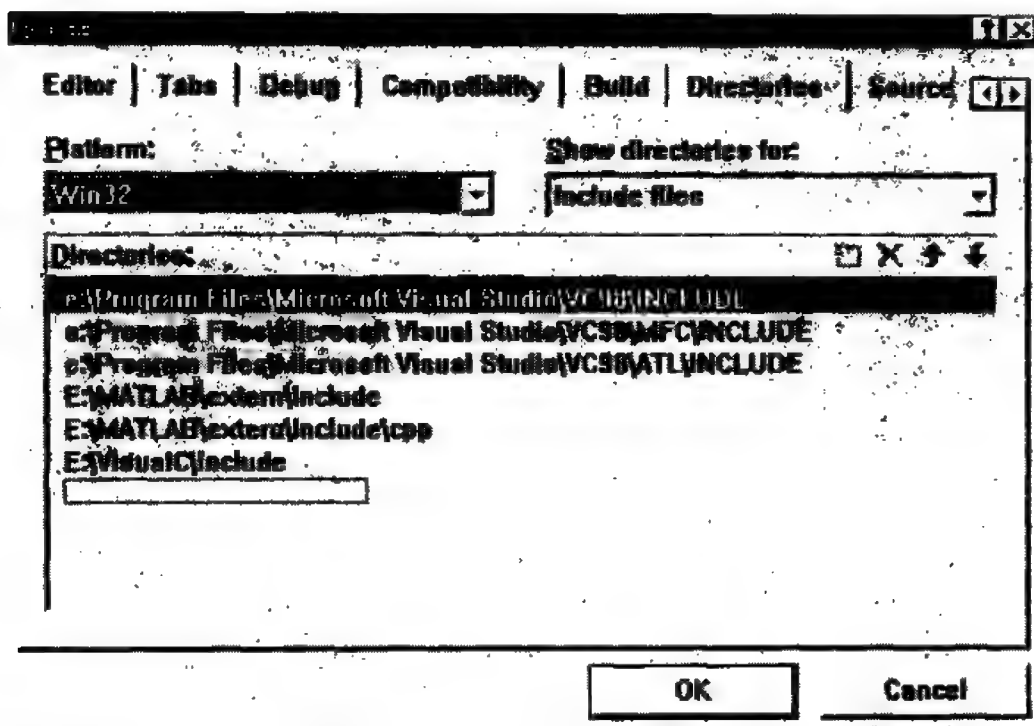 Editor Tabs Debug Compatibility Build Directories Source
Platform: Show directories for:
Win32 Include files
Directories:
e:\Program Files\Microsoft Visual Studio\VC98\INCLUDE
e:\Program Files\Microsoft Visual Studio\VC98\MFC\INCLUDE
e:\Program Files\Microsoft Visual Studio\VC98\ATL\INCLUDE
E:\MATLAB\extern\include
E:\MATLAB\extern\include\cpp
E:\VisualC\include
OK Cancel